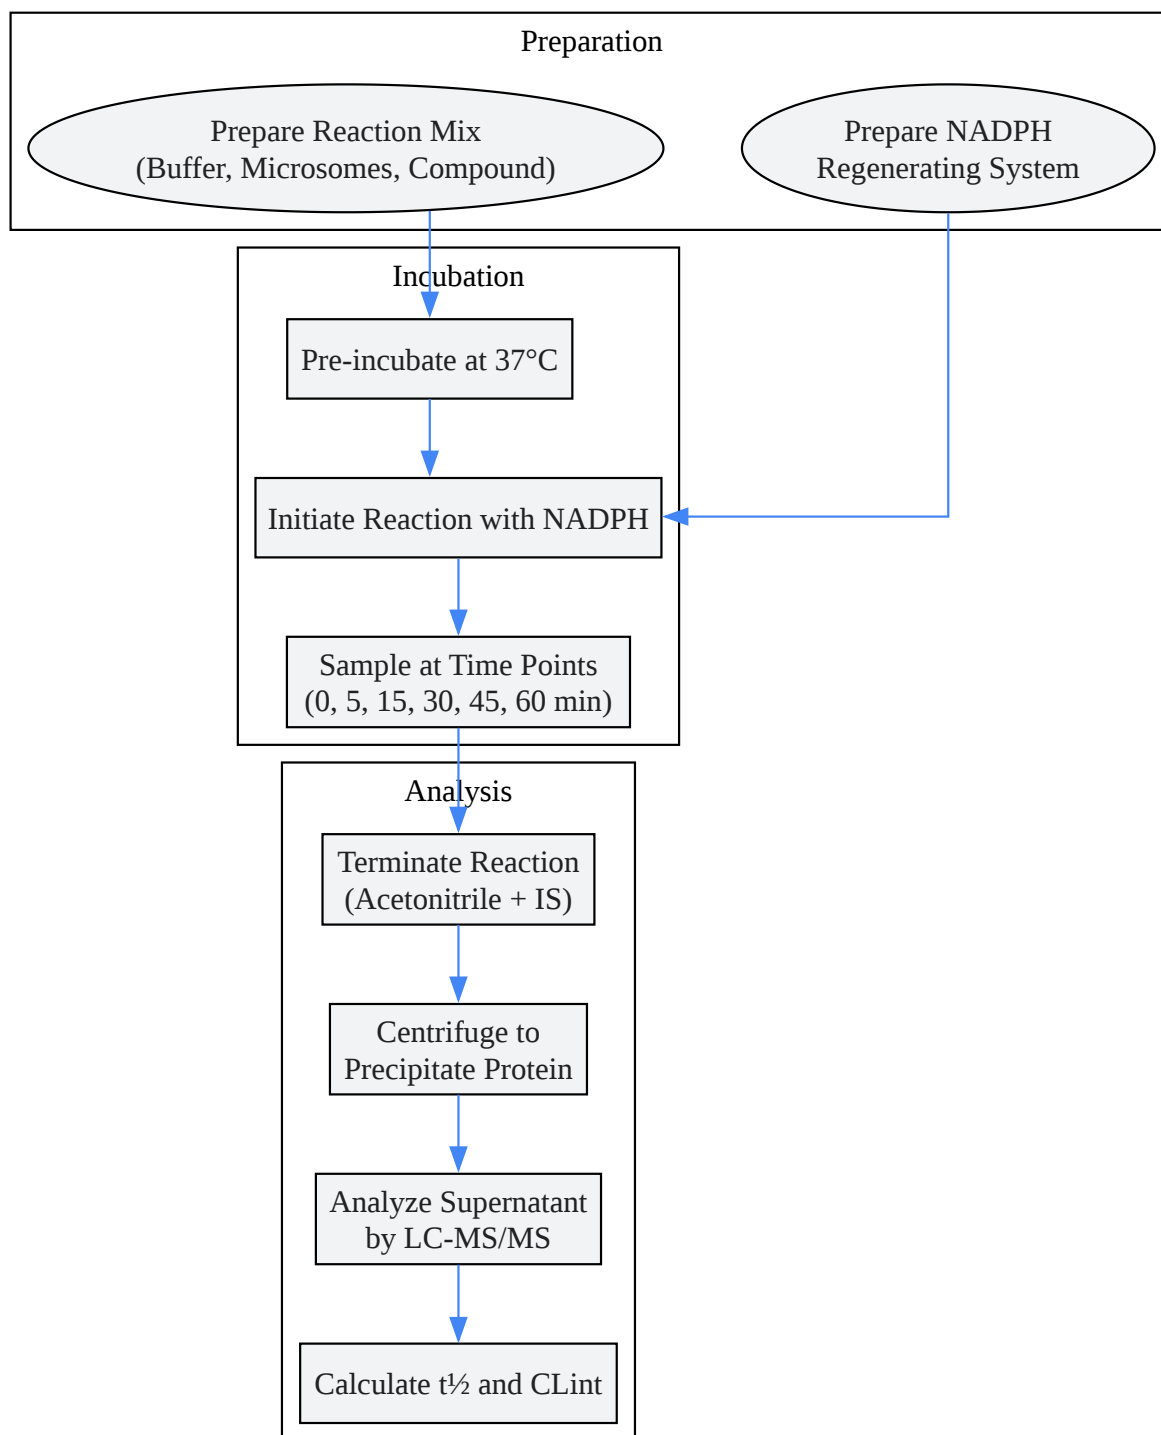 Preparation
Prepare Reaction Mix
(Buffer, Microsomes, Compound)
Prepare NADPH
Regenerating System
Incubation
Pre-incubate at 37°C
Initiate Reaction with NADPH
Sample at Time Points
(0, 5, 15, 30, 45, 60 min)
Analysis
Terminate Reaction
(Acetonitrile + IS)
Centrifuge to
Precipitate Protein
Analyze Supernatant
by LC-MS/MS
Calculate t½ and CLint